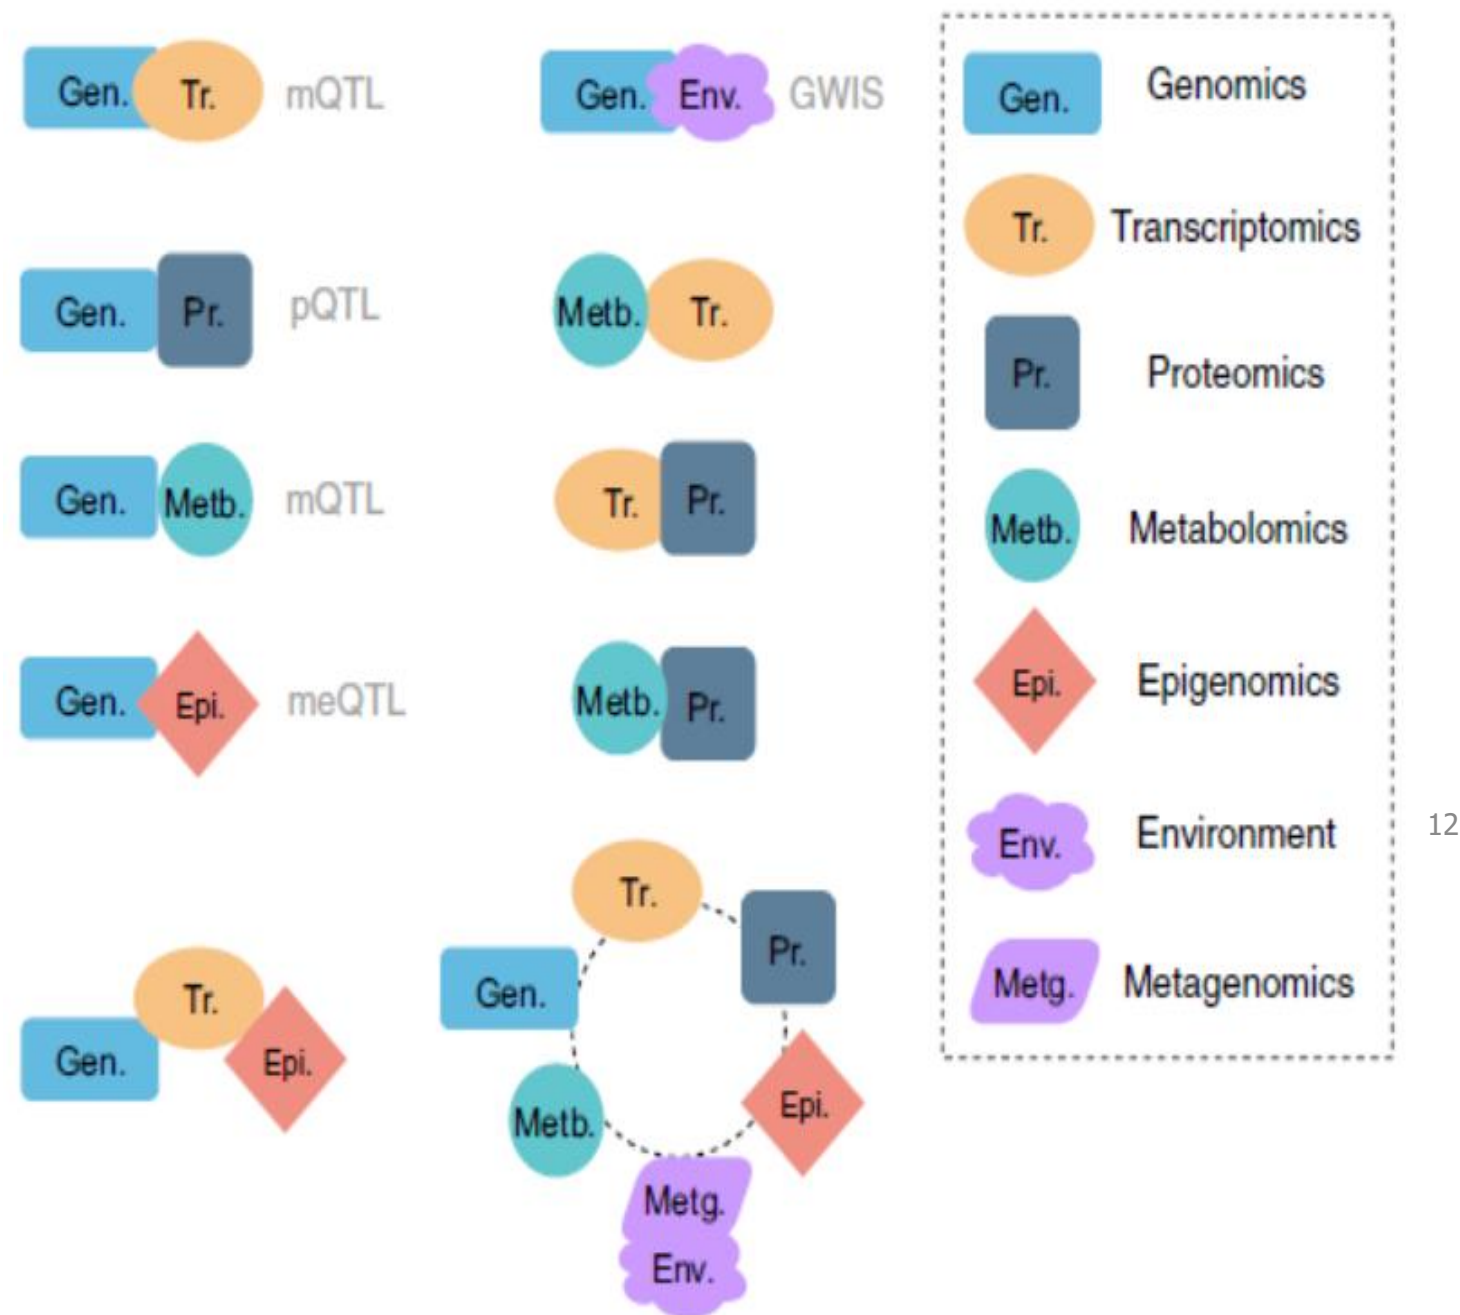 Gen. Tr. mQTL
Gen. Env. GWIS
Gen. Pr. pQTL
Metb. Tr.
Gen. Metb. mQTL
Tr. Pr.
Gen. Epi. meQTL
Metb. Pr.
Gen. Tr. Epi.
Tr.
Pr.
Gen.
Epi.
Metb.
Metg.
Env.
Gen. Genomics
Tr. Transcriptomics
Pr. Proteomics
Metb. Metabolomics
Epi. Epigenomics
Env. Environment
Metg. Metagenomics
12